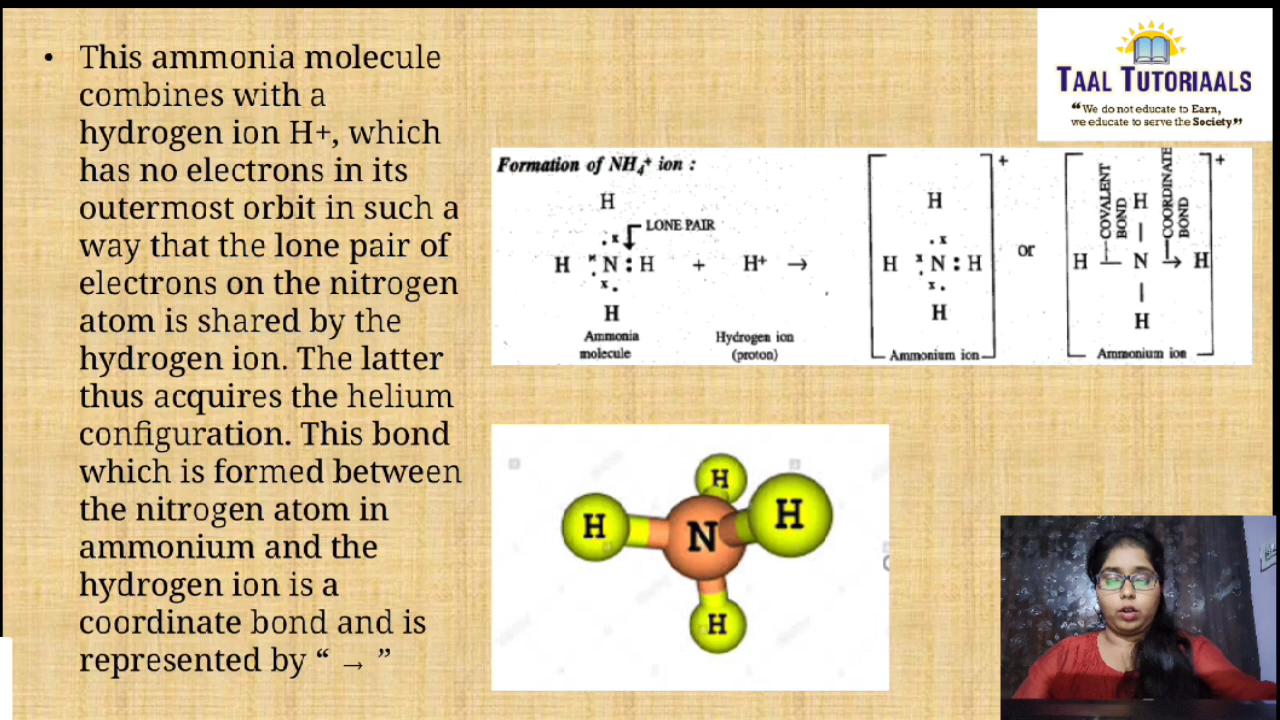 • This ammonia molecule
combines with a
hydrogen ion H+, which
has no electrons in its
outermost orbit in such a
way that the lone pair of
electrons on the nitrogen
atom is shared by the
hydrogen ion. The latter
thus acquires the helium
configuration. This bond
which is formed between
the nitrogen atom in
ammonium and the
hydrogen ion is a
coordinate bond and is
represented by “ → ”
TAAL TUTORIAALS
“We do not educate to Earn,
we educate to serve the Society”
Formation of NH₄⁺ ion :
H
LONE PAIR
H N : H + H⁺ →
H
Ammonia
molecule
Hydrogen ion
(proton)
+
H
H N : H
H
Ammonium ion
or
+
COVALENT
BOND
COORDINATE
BOND
H
|
H — N → H
|
H
Ammonium ion
H
H
H
N
H